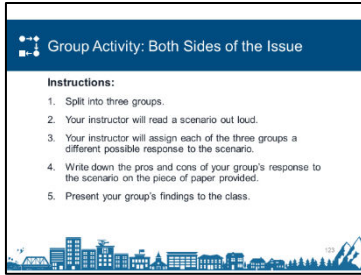 Group Activity: Both Sides of the Issue
Instructions:
1. Split into three groups.
2. Your instructor will read a scenario out loud.
3. Your instructor will assign each of the three groups a
different possible response to the scenario.
4. Write down the pros and cons of your group's response to
the scenario on the piece of paper provided.
5. Present your group's findings to the class.
123